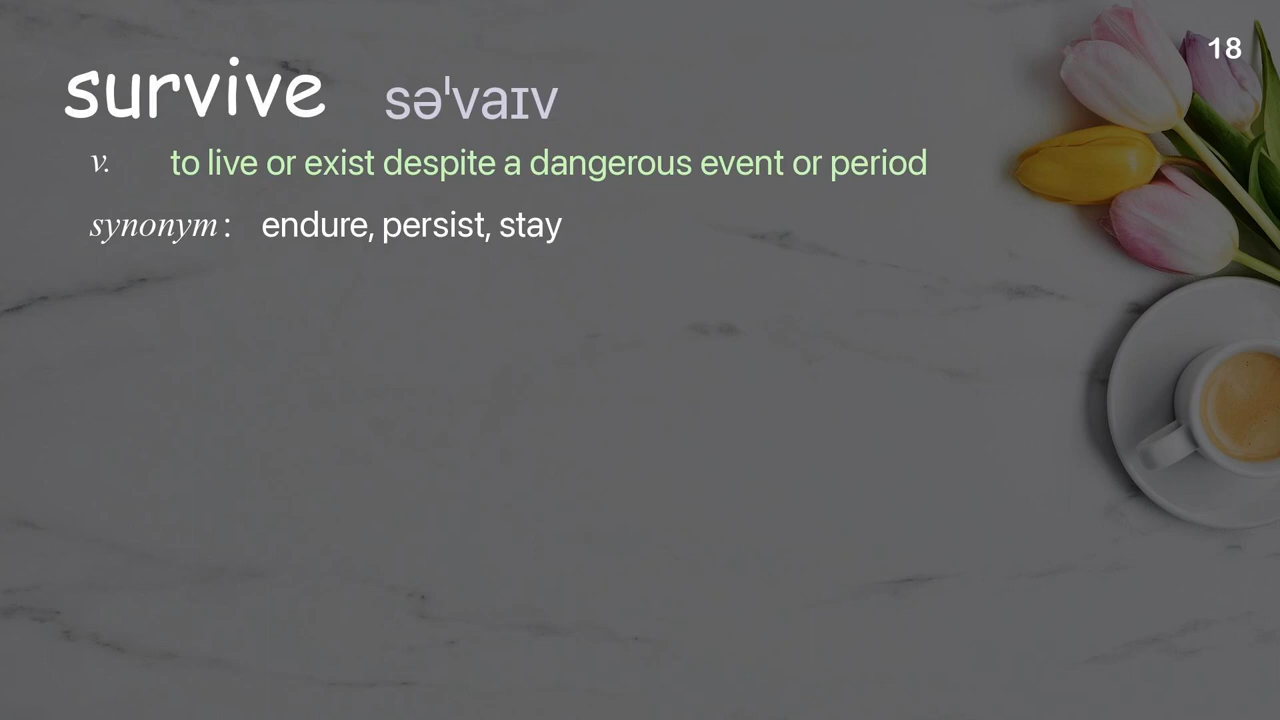 18
survive səˈvaɪv
v. to live or exist despite a dangerous event or period
synonym : endure, persist, stay